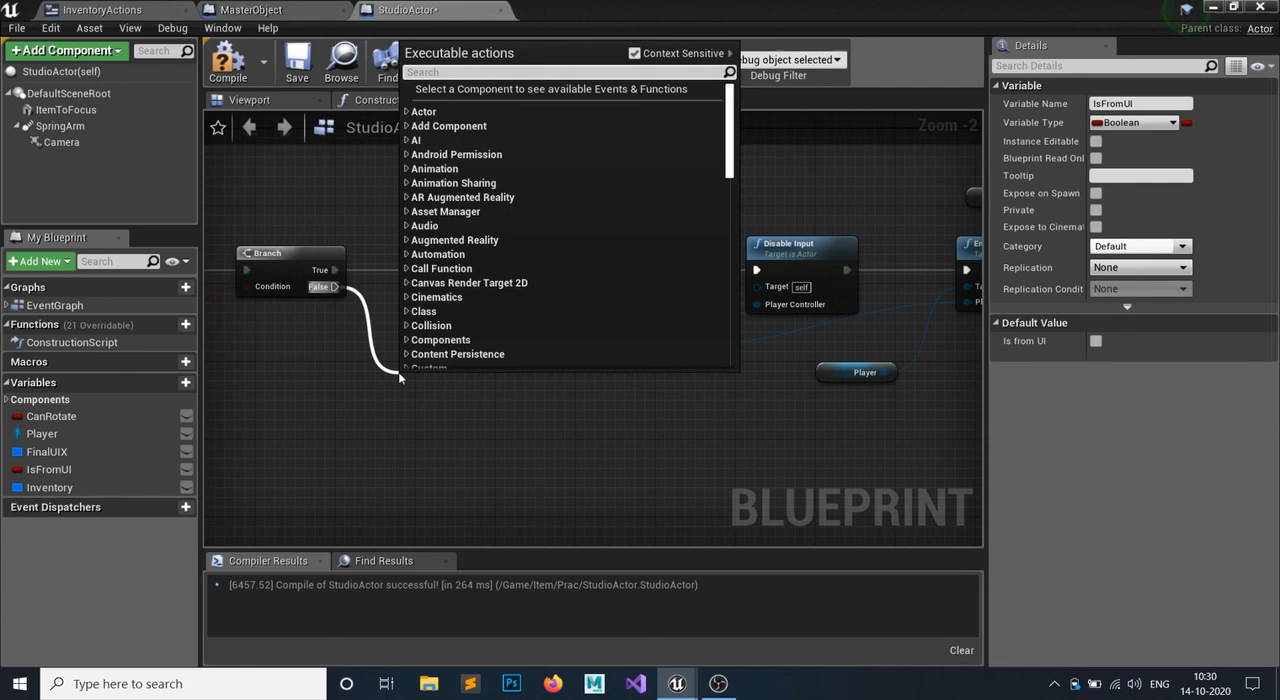 InventoryActions
MasterObject
StudioActor*
File Edit Asset View Debug Window Help
Parent class: Actor
+Add Component
Search
StudioActor(self)
DefaultSceneRoot
ItemToFocus
SpringArm
Camera
My Blueprint
+Add New
Search
Graphs
EventGraph
Functions (21 Overridable)
ConstructionScript
Macros
Variables
Components
CanRotate
Player
FinalUIX
IsFromUI
Inventory
Event Dispatchers
Compile
Save
Browse
Find
bug object selected
Debug Filter
Viewport
Construc
StudioA
Zoom -2
Executable actions
Context Sensitive
Search
Select a Component to see available Events & Functions
Actor
Add Component
AI
Android Permission
Animation
Animation Sharing
AR Augmented Reality
Asset Manager
Audio
Augmented Reality
Automation
Call Function
Canvas Render Target 2D
Cinematics
Class
Collision
Components
Content Persistence
Custom
Branch
True
Condition
False
Disable Input
Target is Actor
Target self
Player Controller
Player
En
Ta
Pl
BLUEPRINT
Compiler Results
Find Results
[6457.52] Compile of StudioActor successful! [in 264 ms] (/Game/Item/Prac/StudioActor.StudioActor)
Clear
Details
Search Details
Variable
Variable Name IsFromUI
Variable Type Boolean
Instance Editable
Blueprint Read Onl
Tooltip
Expose on Spawn
Private
Expose to Cinemat
Category Default
Replication None
Replication Condit None
Default Value
Is from UI
Type here to search
Ps
M
ENG
10:30
14-10-2020